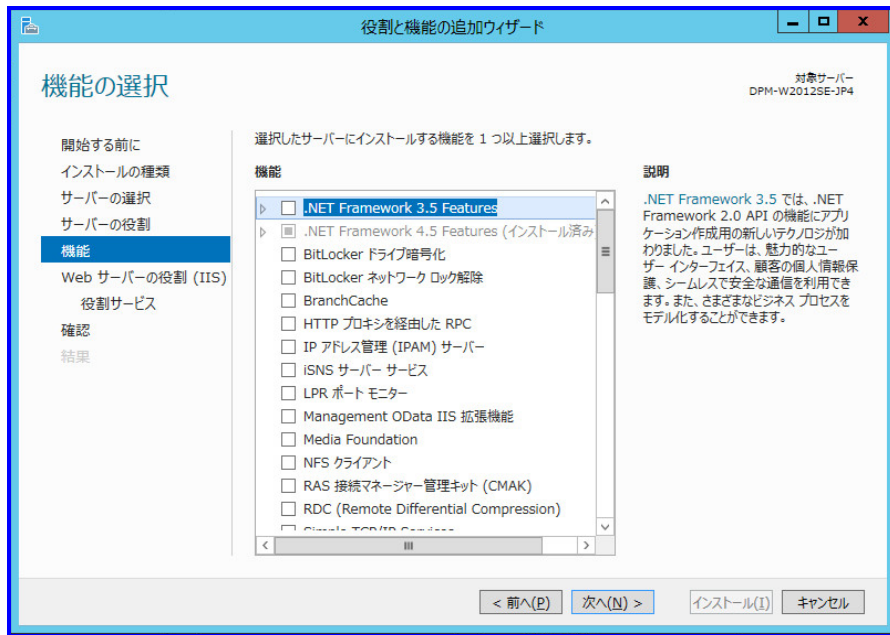 役割と機能の追加ウィザード
機能の選択
対象サーバー
DPM-W2012SE-JP4
開始する前に
インストールの種類
サーバーの選択
サーバーの役割
機能
Web サーバーの役割 (IIS)
役割サービス
確認
結果
選択したサーバーにインストールする機能を 1 つ以上選択します。
機能
.NET Framework 3.5 Features
.NET Framework 4.5 Features (インストール済み
BitLocker ドライブ暗号化
BitLocker ネットワーク ロック解除
BranchCache
HTTP プロキシを経由した RPC
IP アドレス管理 (IPAM) サーバー
iSNS サーバー サービス
LPR ポート モニター
Management OData IIS 拡張機能
Media Foundation
NFS クライアント
RAS 接続マネージャー管理キット (CMAK)
RDC (Remote Differential Compression)
Simple TCP/IP Services
説明
.NET Framework 3.5 では、.NET
Framework 2.0 API の機能にアプリ
ケーション作成用の新しいテクノロジが加
わりました。ユーザーは、魅力的なユー
ザー インターフェイス、顧客の個人情報保
護、シームレスで安全な通信を利用でき
ます。また、さまざまなビジネス プロセスを
モデル化することができます。
< 前へ(P)
次へ(N) >
インストール(I)
キャンセル